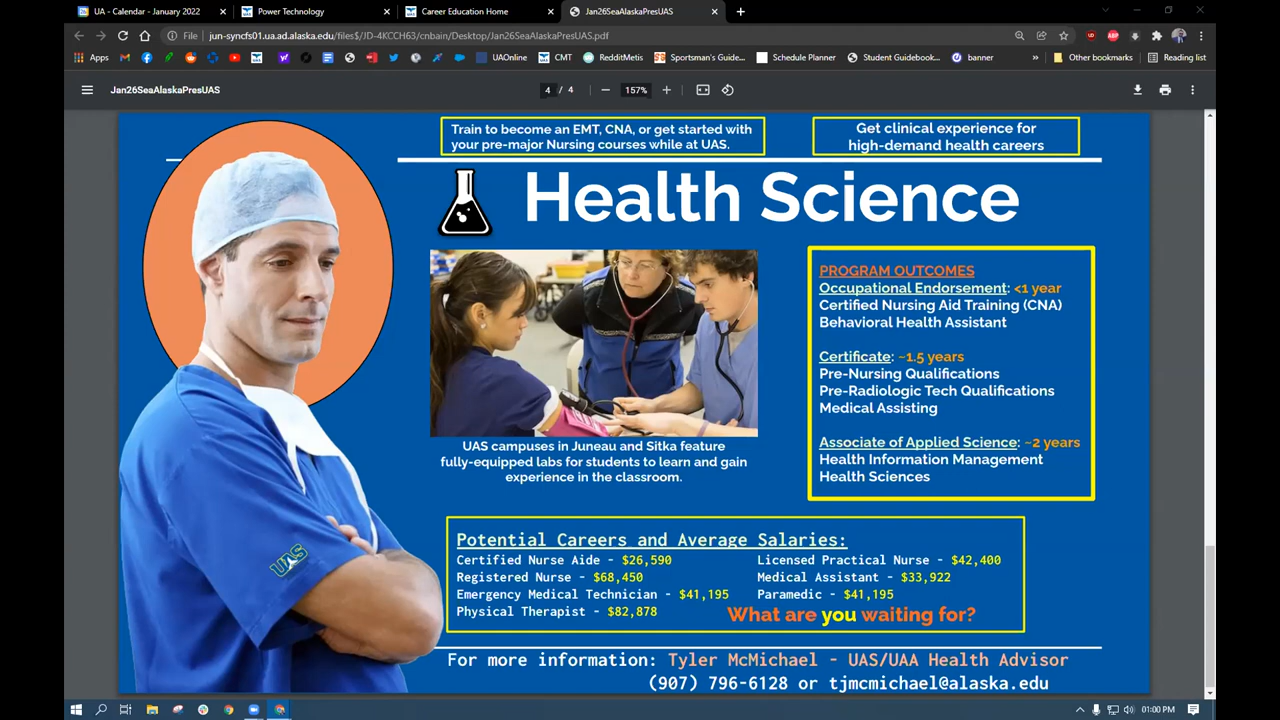 UA - Calendar - January 2022
Power Technology
Career Education Home
Jan26SeaAlaskaPresUAS.pdf
File
jun-syncfs01.ua.ad.alaska.edu/files$/JD-4KCCH63/cnbain/Desktop/Jan26SeaAlaskaPresUAS.pdf
Apps
UAOnline
CMT
RedditMetis
Sportsman's Guide...
Schedule Planner
Student Guidebook...
banner
Other bookmarks
Reading list
Jan26SeaAlaskaPresUAS
4 / 4
157%
Train to become an EMT, CNA, or get started with
your pre-major Nursing courses while at UAS.
Get clinical experience for
high-demand health careers
Health Science
PROGRAM OUTCOMES
Occupational Endorsement: <1 year
Certified Nursing Aid Training (CNA)
Behavioral Health Assistant
Certificate: ~1.5 years
Pre-Nursing Qualifications
Pre-Radiologic Tech Qualifications
Medical Assisting
Associate of Applied Science: ~2 years
Health Information Management
Health Sciences
UAS campuses in Juneau and Sitka feature
fully-equipped labs for students to learn and gain
experience in the classroom.
UAS
Potential Careers and Average Salaries:
Certified Nurse Aide - $26,590
Registered Nurse - $68,450
Emergency Medical Technician - $41,195
Physical Therapist - $82,878
Licensed Practical Nurse - $42,400
Medical Assistant - $33,922
Paramedic - $41,195
What are you waiting for?
For more information: Tyler McMichael - UAS/UAA Health Advisor
(907) 796-6128 or tjmcmichael@alaska.edu
01:00 PM